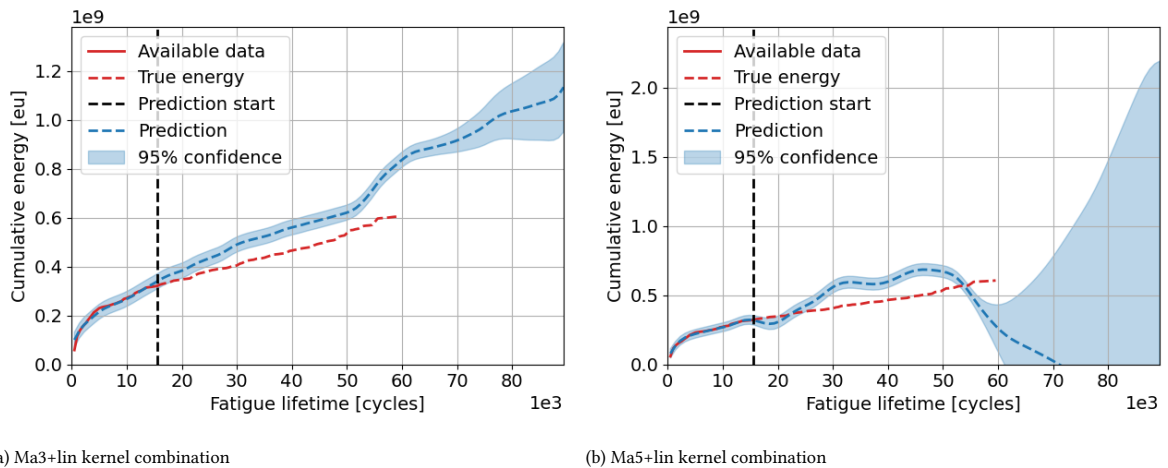 1e9
Cumulative energy [eu]
1.2
1.0
0.8
0.6
0.4
0.2
0.0
Available data
True energy
Prediction start
Prediction
95% confidence
0 10 20 30 40 50 60 70 80
1e3
Fatigue lifetime [cycles]
a) Ma3+lin kernel combination
1e9
Cumulative energy [eu]
2.0
1.5
1.0
0.5
0.0
Available data
True energy
Prediction start
Prediction
95% confidence
0 10 20 30 40 50 60 70 80
1e3
Fatigue lifetime [cycles]
(b) Ma5+lin kernel combination